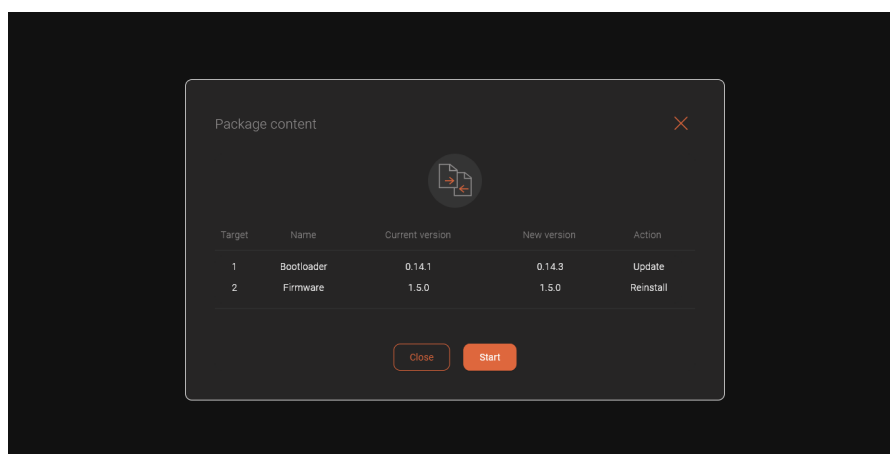 Package content
Target Name Current version New version Action
1 Bootloader 0.14.1 0.14.3 Update
2 Firmware 1.5.0 1.5.0 Reinstall
Close Start